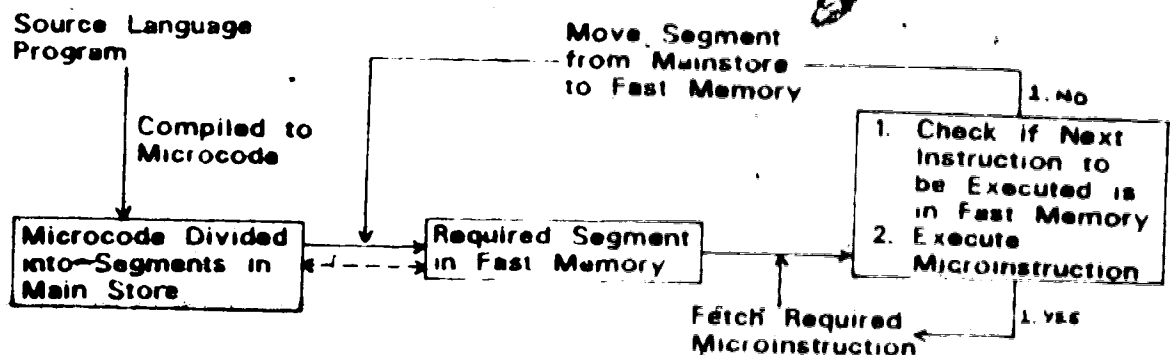 Source Language
Program
Compiled to
Microcode
Microcode Divided
into Segments in
Main Store
Move Segment
from Mainstore
to Fast Memory
Required Segment
in Fast Memory
1. NO
1. Check if Next
Instruction to
be Executed is
in Fast Memory
2. Execute
Microinstruction
Fetch Required
Microinstruction
1. YES